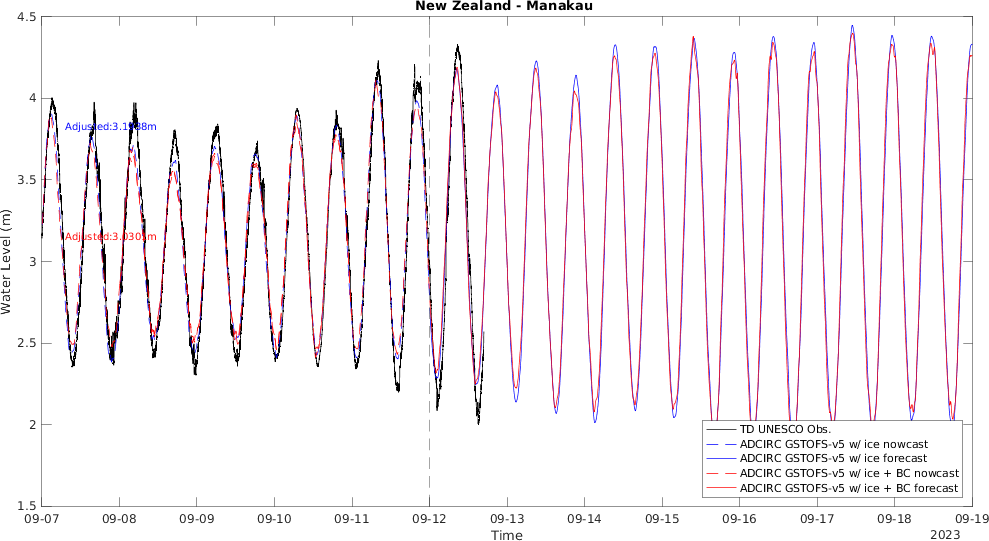 New Zealand - Manakau
4.5
4
3.5
3
2.5
2
1.5
Water Level (m)
Adjusted:3.1988m
Adjusted:3.0305m
TD UNESCO Obs.
ADCIRC GSTOFS-v5 w/ ice nowcast
ADCIRC GSTOFS-v5 w/ ice forecast
ADCIRC GSTOFS-v5 w/ ice + BC nowcast
ADCIRC GSTOFS-v5 w/ ice + BC forecast
09-07 09-08 09-09 09-10 09-11 09-12 09-13 09-14 09-15 09-16 09-17 09-18 09-19
Time
2023